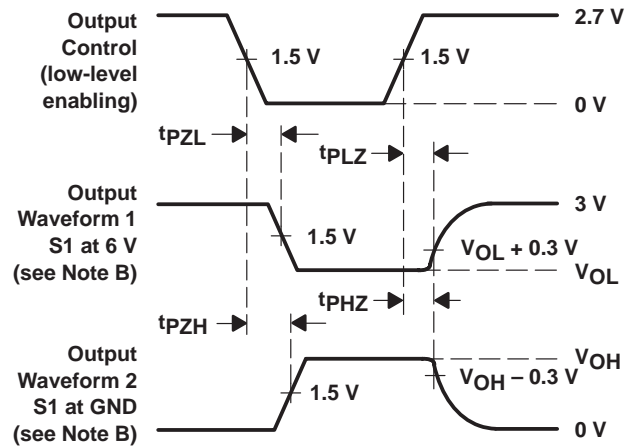 Output
Control
(low-level
enabling)
2.7 V
1.5 V
1.5 V
0 V
tPZL
tPLZ
Output
Waveform 1
S1 at 6 V
(see Note B)
3 V
1.5 V
VOL + 0.3 V
VOL
tPHZ
tPZH
Output
Waveform 2
S1 at GND
(see Note B)
VOH
VOH – 0.3 V
1.5 V
0 V